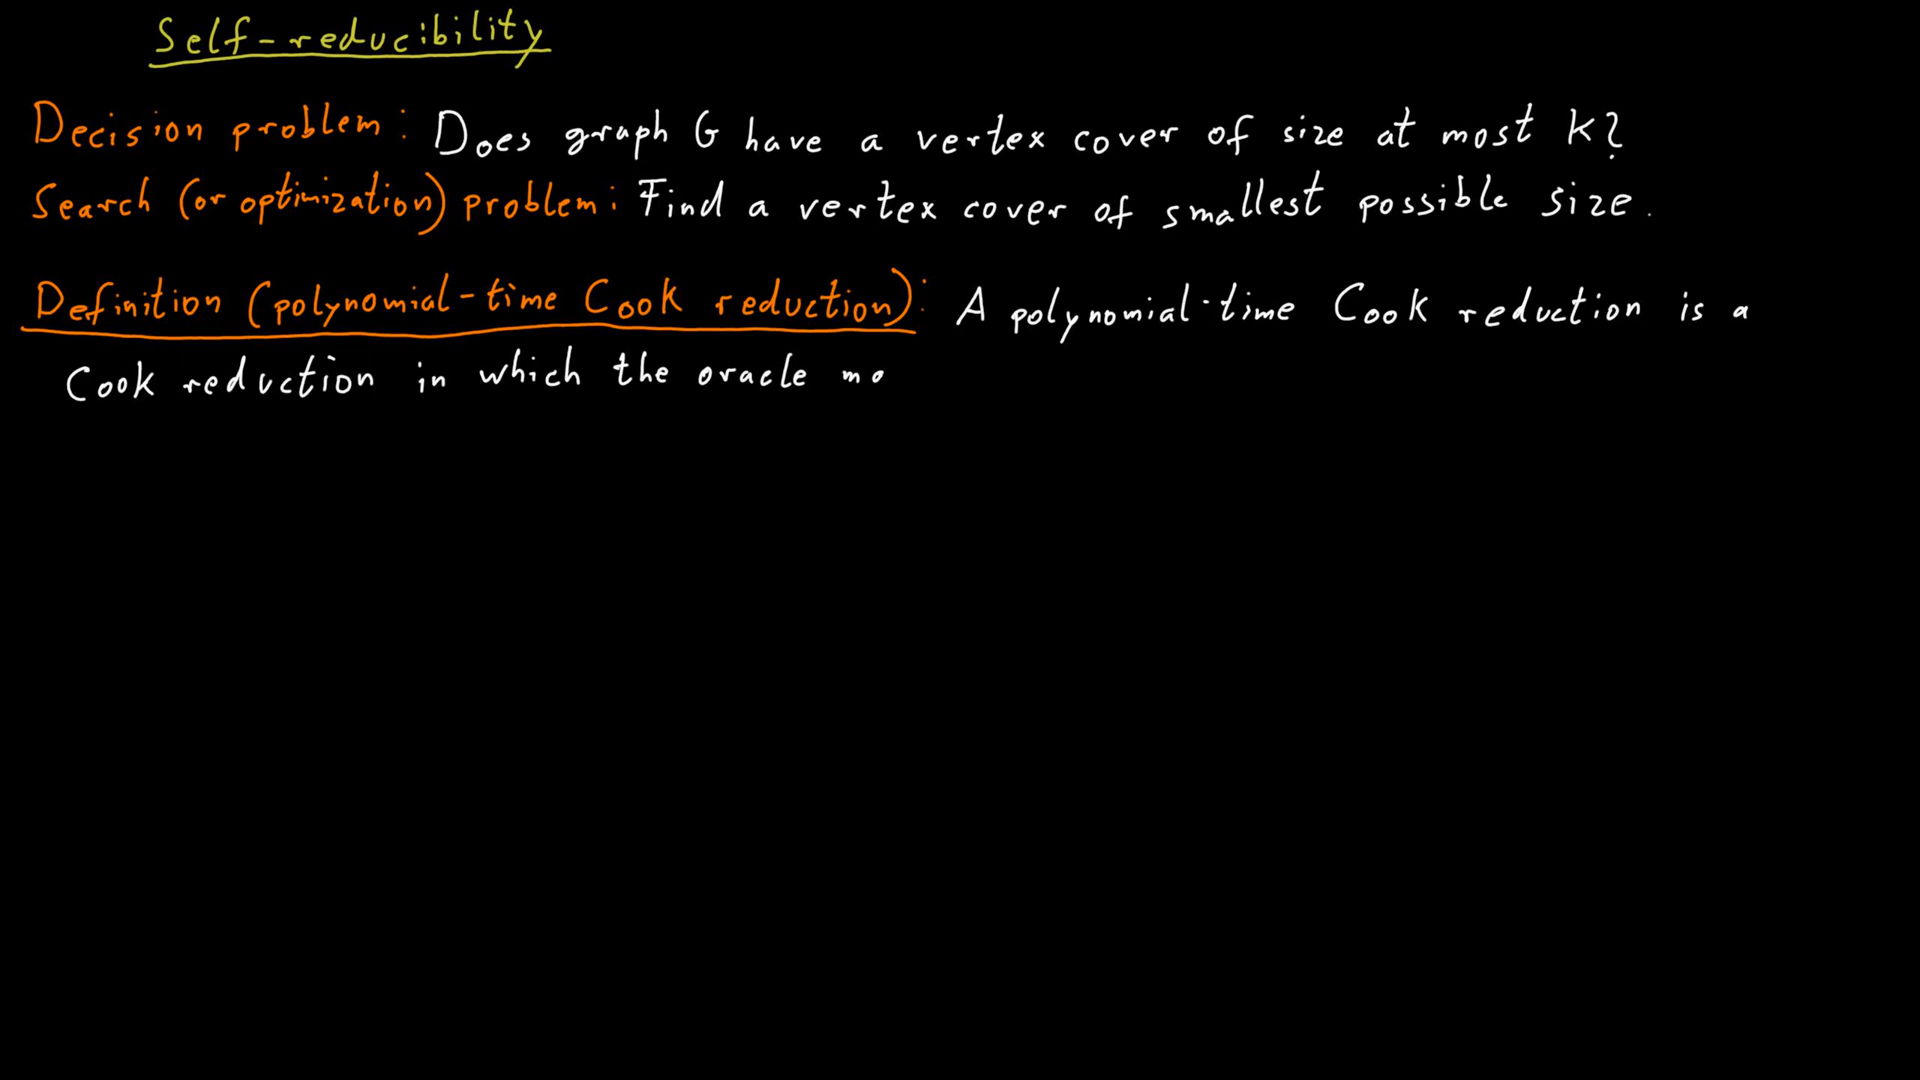 Self-reducibility
Decision problem: Does graph G have a vertex cover of size at most K?
Search (or optimization) problem: Find a vertex cover of smallest possible size.
Definition (polynomial-time Cook reduction): A polynomial-time Cook reduction is a
Cook reduction in which the oracle mo